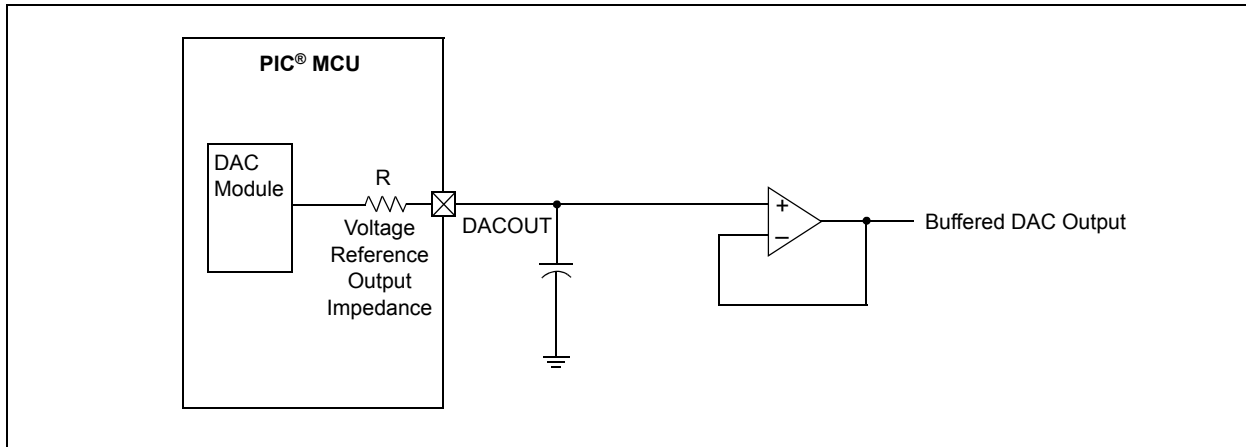 PIC® MCU
DAC
Module
R
Voltage
Reference
Output
Impedance
DACOUT
+
–
Buffered DAC Output